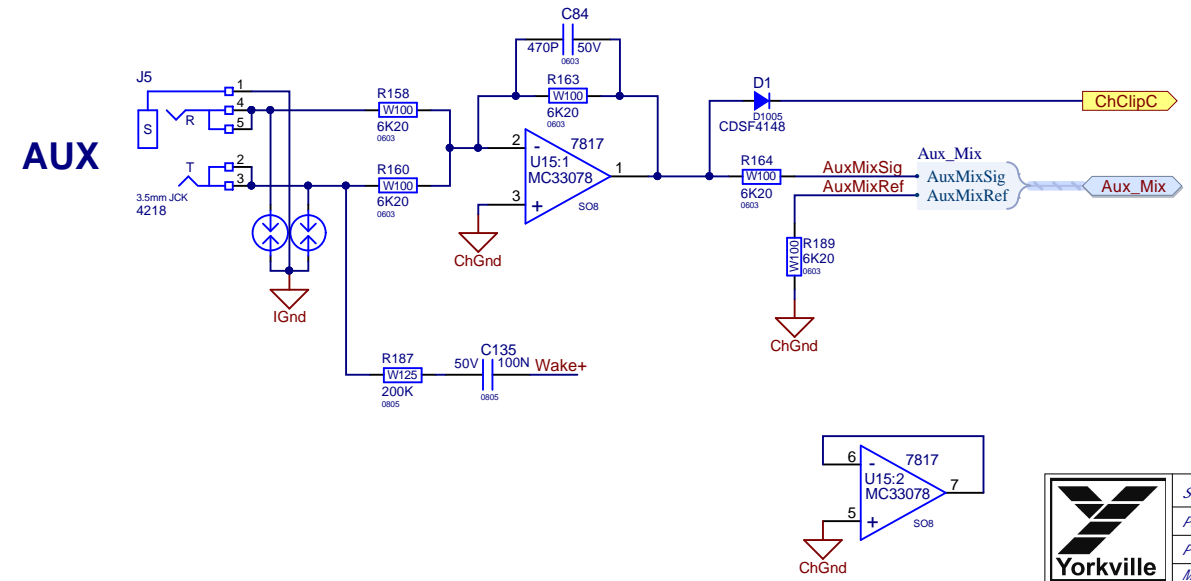 C84
470P 50V
0603
J5
1
4
5
R
S
2
3
T
3.5mm JCK
4218
AUX
R158
W100
6K20
0603
R160
W100
6K20
0603
R163
W100
6K20
0603
2
3
-
+
7817
U15:1
MC33078
1
SO8
ChGnd
IGnd
D1
D1005
CDSF4148
ChClipC
R164
W100
6K20
0603
AuxMixSig
AuxMixRef
Aux_Mix
AuxMixSig
AuxMixRef
Aux_Mix
R189
W100
6K20
0603
ChGnd
R187
W125
200K
0805
C135
50V 100N
0805
Wake+
6
5
-
+
7817
U15:2
MC33078
7
SO8
ChGnd
Yorkville